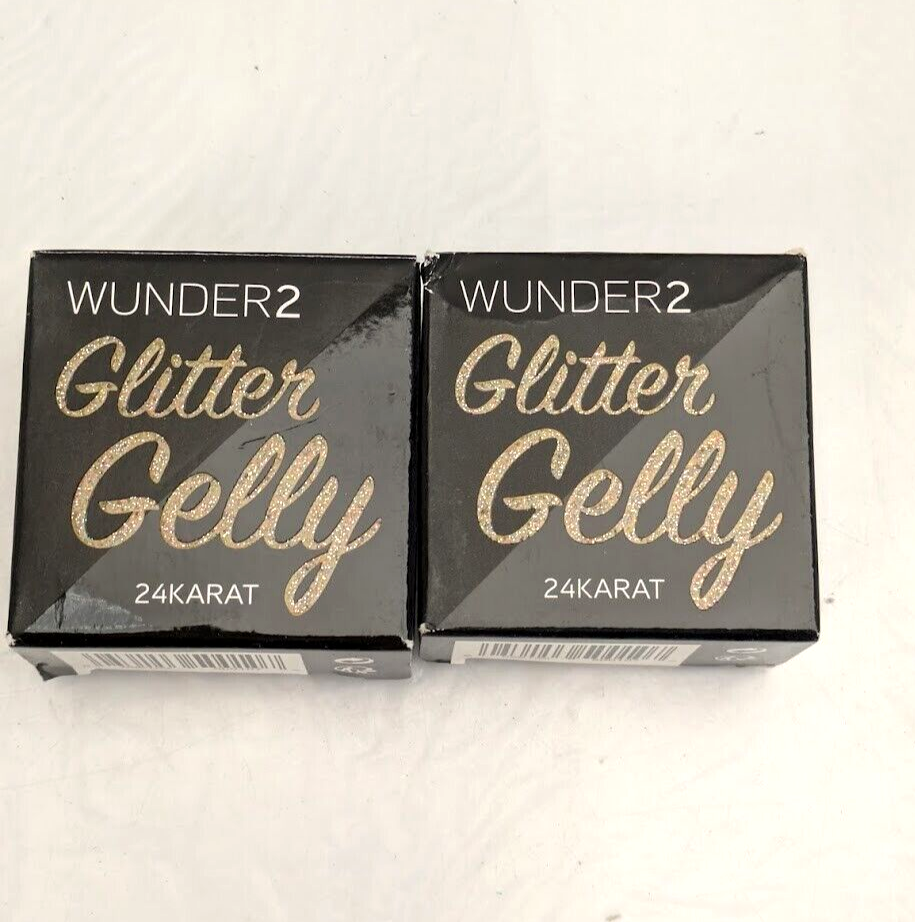 WUNDER2
Glitter
Gelly
24KARAT
WUNDER2
Glitter
Gelly
24KARAT